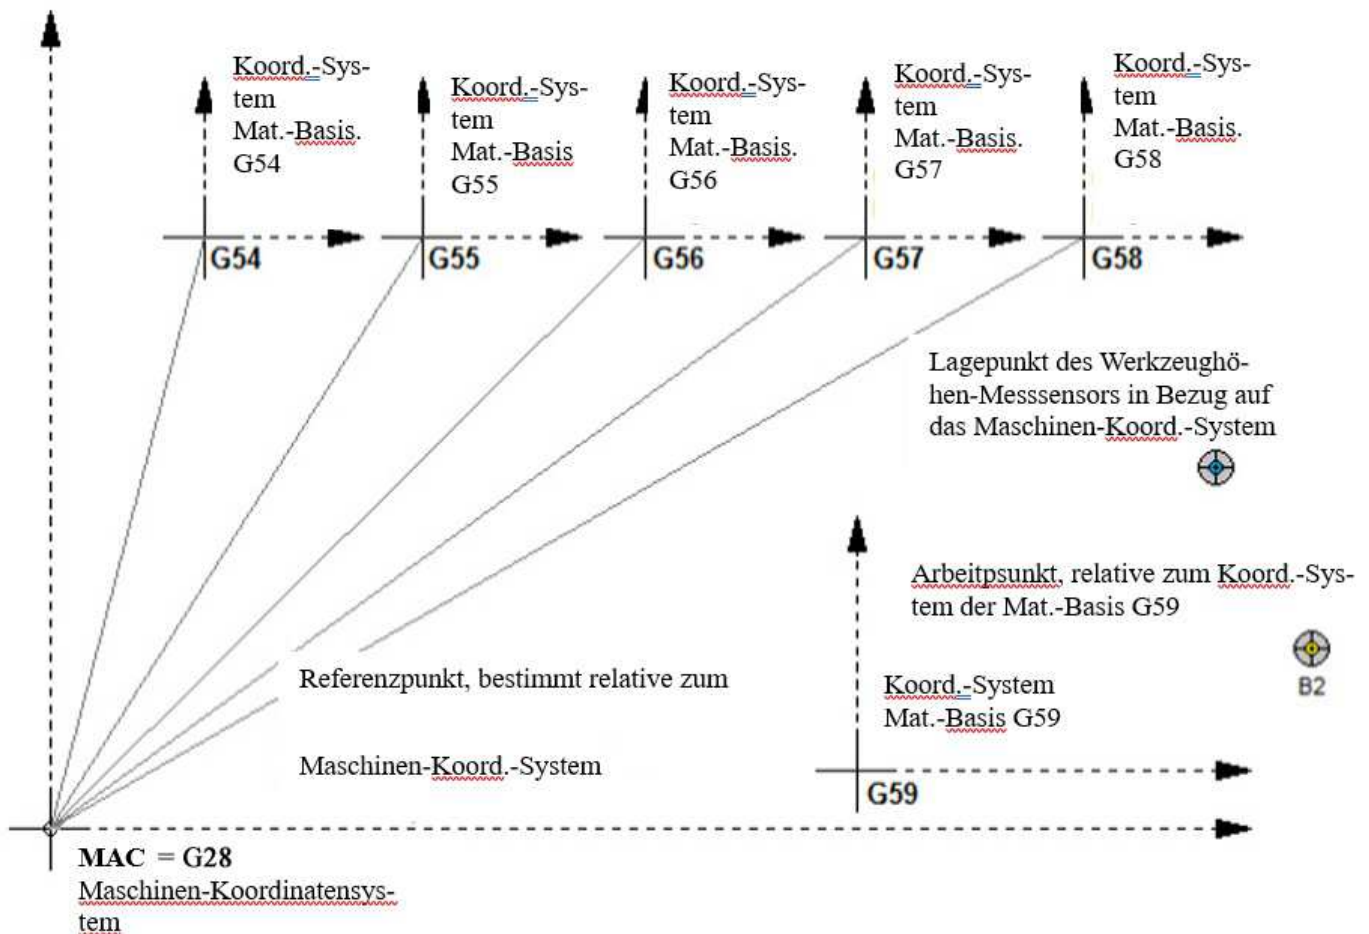 Koord.-Sys-
tem
Mat.-Basis.
G54
Koord.-Sys-
tem
Mat.-Basis
G55
Koord.-Sys-
tem
Mat.-Basis.
G56
Koord.-Sys-
tem
Mat.-Basis.
G57
Koord.-Sys-
tem
Mat.-Basis.
G58
G54
G55
G56
G57
G58
Lagepunkt des Werkzeughö-
hen-Messsensors in Bezug auf
das Maschinen-Koord.-System
Arbeitpsunkt, relative zum Koord.-Sys-
tem der Mat.-Basis G59
B2
Koord.-System
Mat.-Basis G59
G59
Referenzpunkt, bestimmt relative zum
Maschinen-Koord.-System
MAC = G28
Maschinen-Koordinatensys-
tem